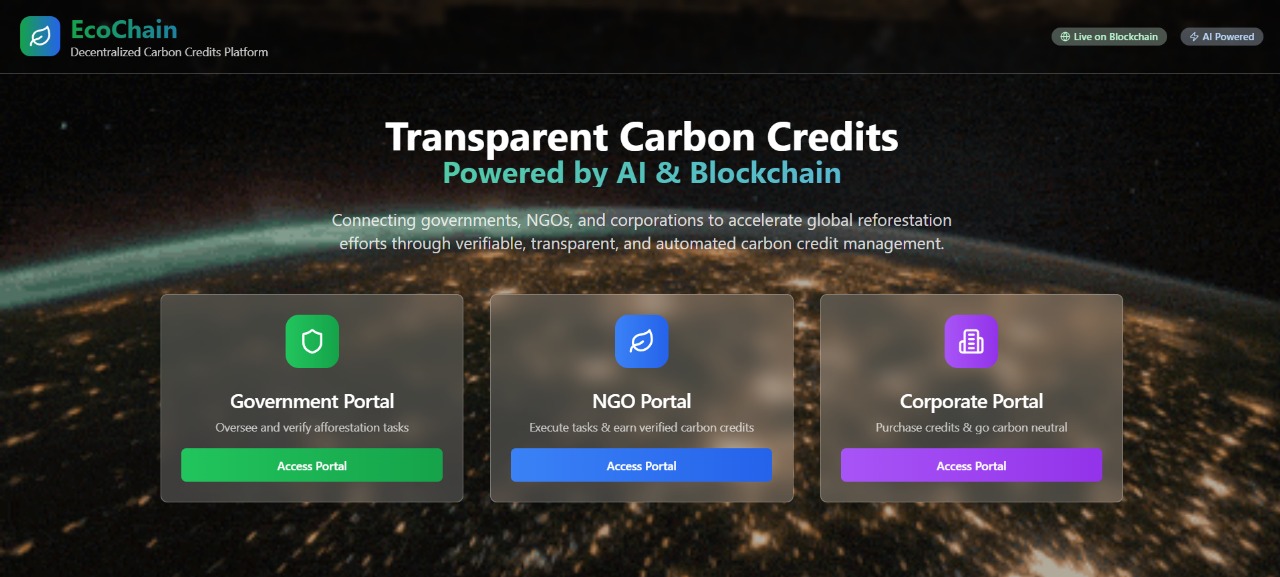 EcoChain
Decentralized Carbon Credits Platform
Live on Blockchain
AI Powered
Transparent Carbon Credits
Powered by AI & Blockchain
Connecting governments, NGOs, and corporations to accelerate global reforestation
efforts through verifiable, transparent, and automated carbon credit management.
Government Portal
Oversee and verify afforestation tasks
Access Portal
NGO Portal
Execute tasks & earn verified carbon credits
Access Portal
Corporate Portal
Purchase credits & go carbon neutral
Access Portal